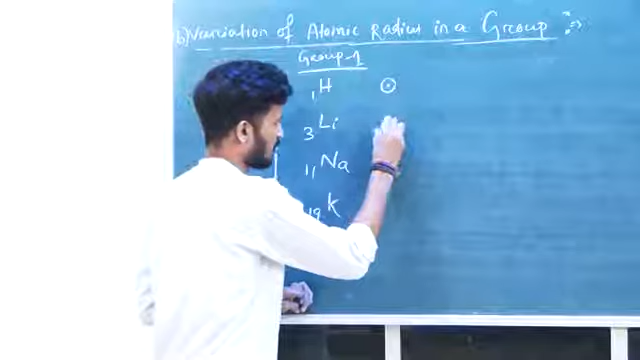 b) Variation of Atomic Radius in a Group :→
Group-1
₁H
₃Li
₁₁Na
₁₉K